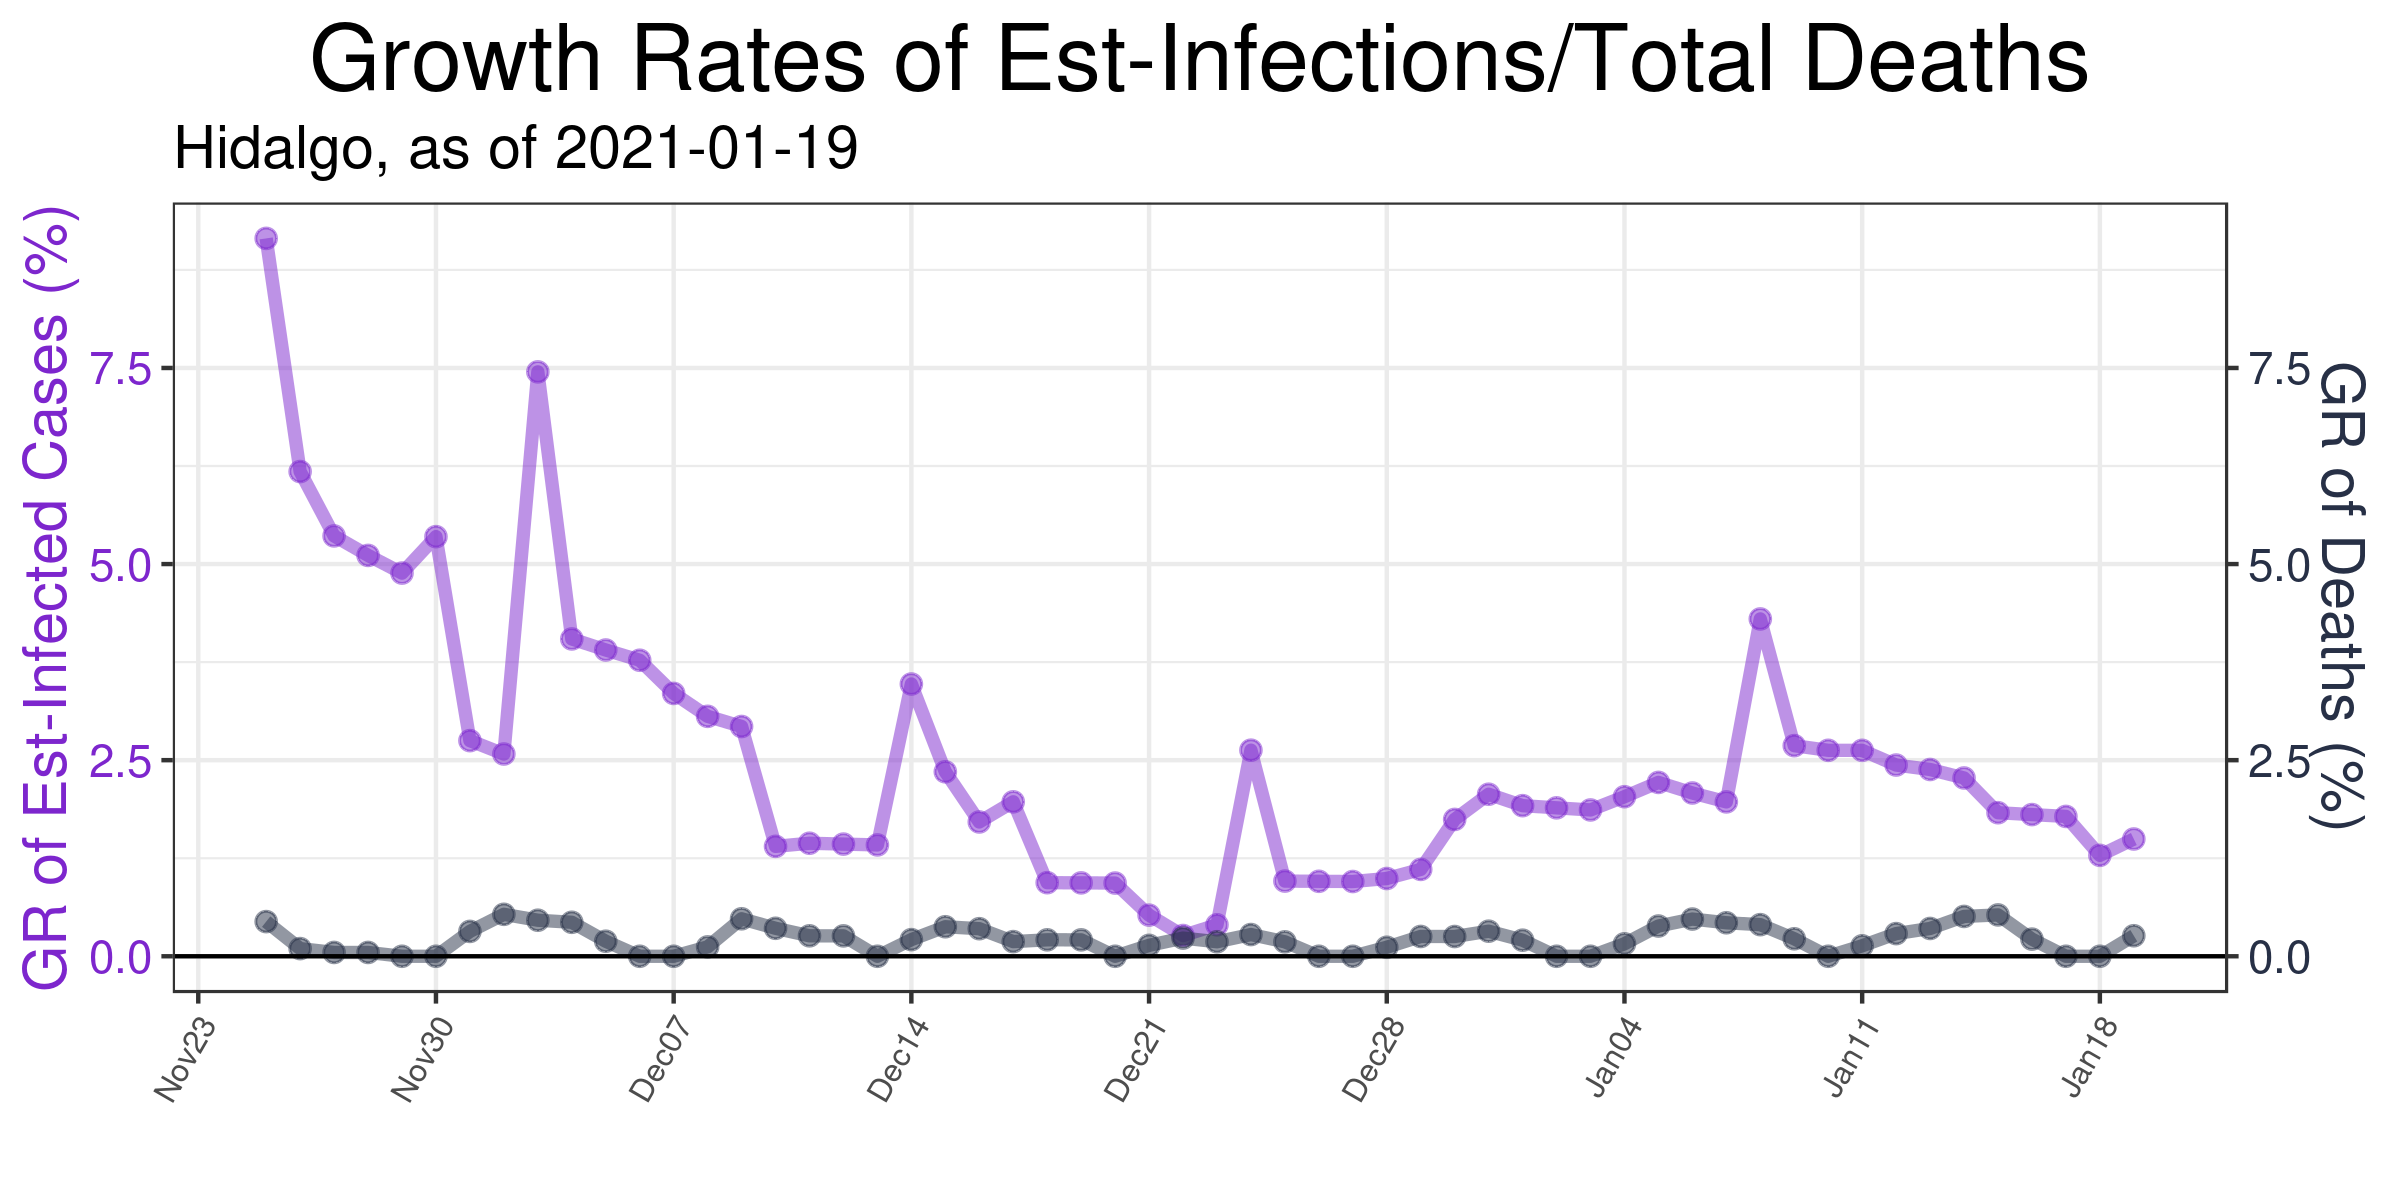 Growth Rates of Est-Infections/Total Deaths
Hidalgo, as of 2021-01-19
GR of Est-Infected Cases (%)
7.5
5.0
2.5
0.0
7.5
5.0
2.5
0.0
GR of Deaths (%)
Nov23
Nov30
Dec07
Dec14
Dec21
Dec28
Jan04
Jan11
Jan18